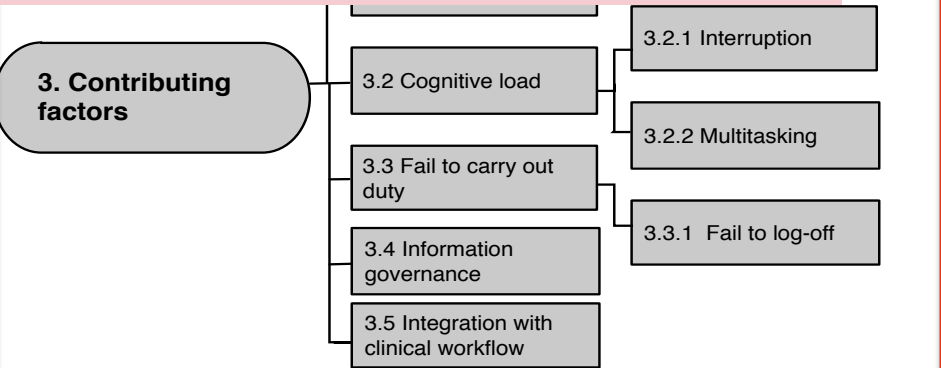 3. Contributing
factors
3.2 Cognitive load
3.2.1 Interruption
3.2.2 Multitasking
3.3 Fail to carry out
duty
3.3.1 Fail to log-off
3.4 Information
governance
3.5 Integration with
clinical workflow